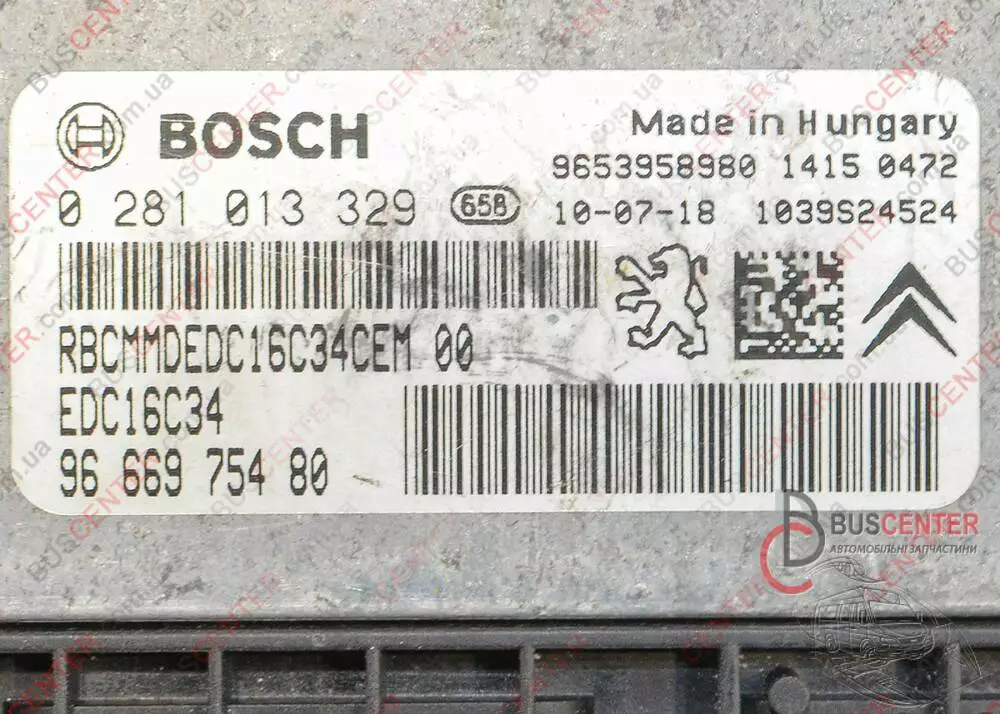 BOSCH
Made in Hungary
9653958980 1415 0472
0 281 013 329 658 10-07-18 1039S24524
RBCMMDEDC16C34CEM 00
EDC16C34
96 669 754 80
BUSCENTER
АВТОМОБІЛЬНІ ЗАПЧАСТИНИ